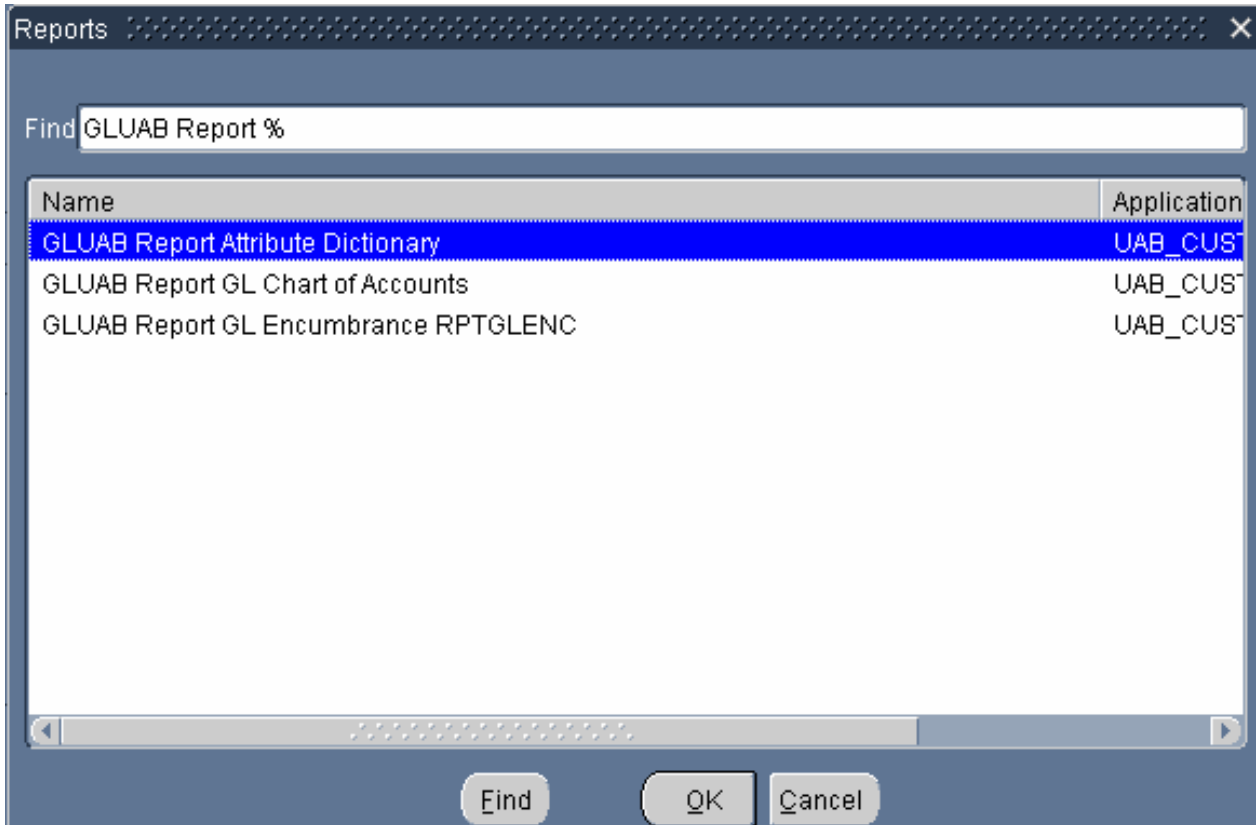 Reports
Find GLUAB Report %
Name Application
GLUAB Report Attribute Dictionary UAB_CUST
GLUAB Report GL Chart of Accounts UAB_CUST
GLUAB Report GL Encumbrance RPTGLENC UAB_CUST
Find OK Cancel